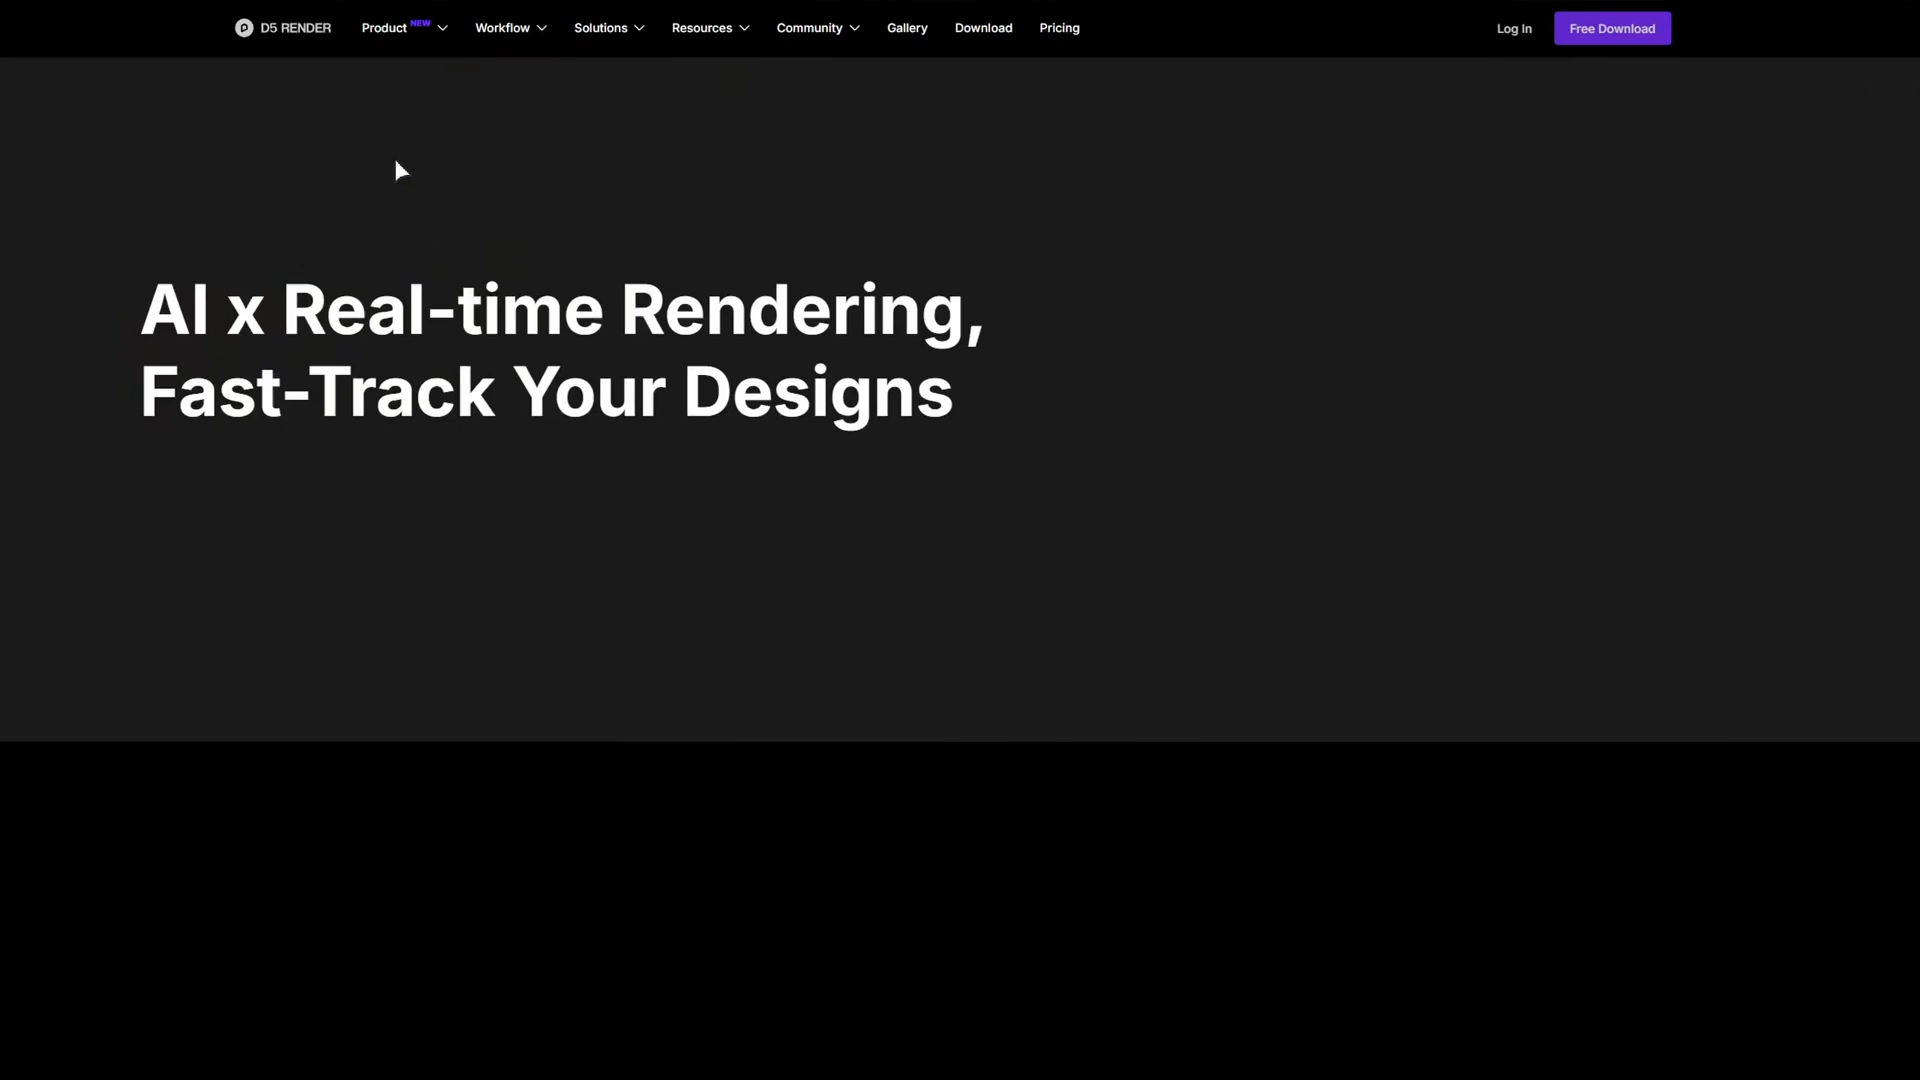 D5 RENDER Product NEW Workflow Solutions Resources Community Gallery Download Pricing Log In Free Download
AI x Real-time Rendering,
Fast-Track Your Designs